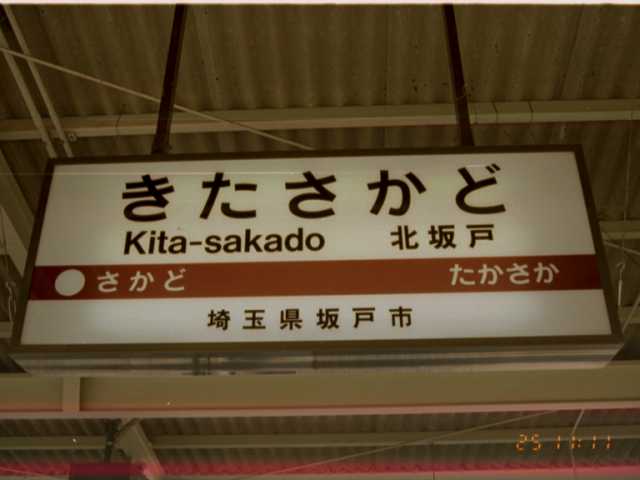 きたさかど
Kita-sakado 北坂戸
さかど たかさか
埼玉県坂戸市
25 11 11